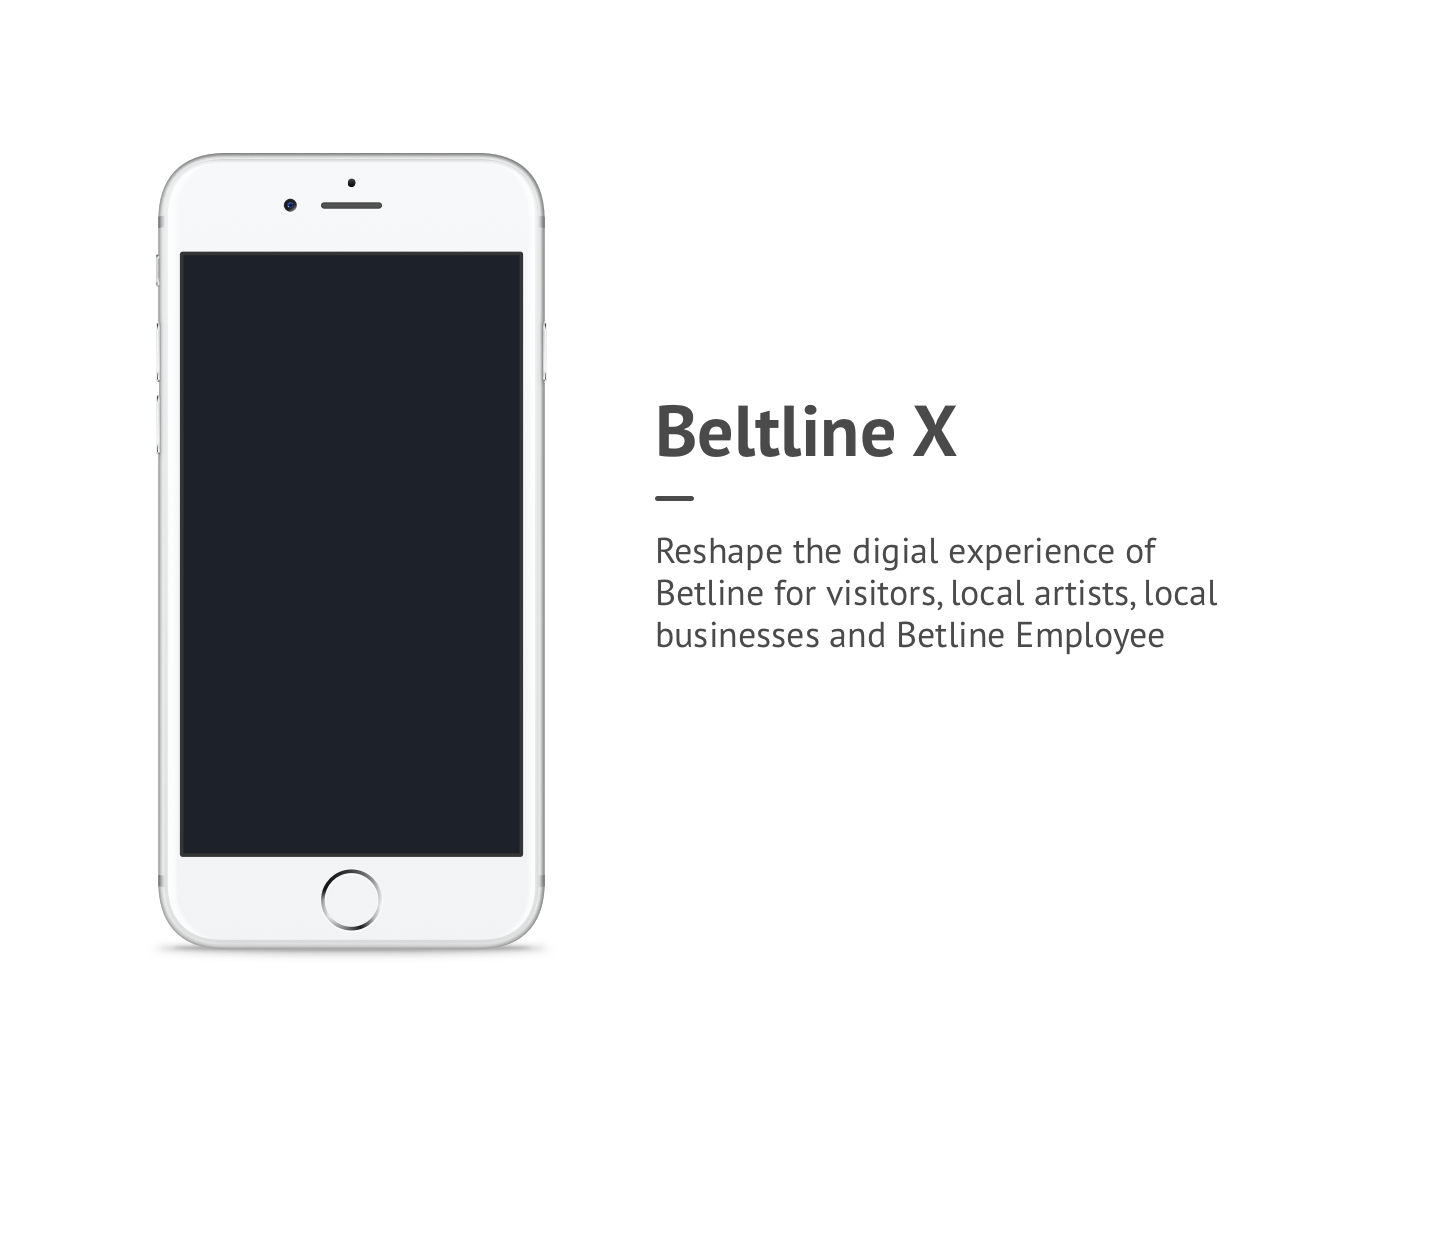 Beltline X
Reshape the digial experience of
Betline for visitors, local artists, local
businesses and Betline Employee